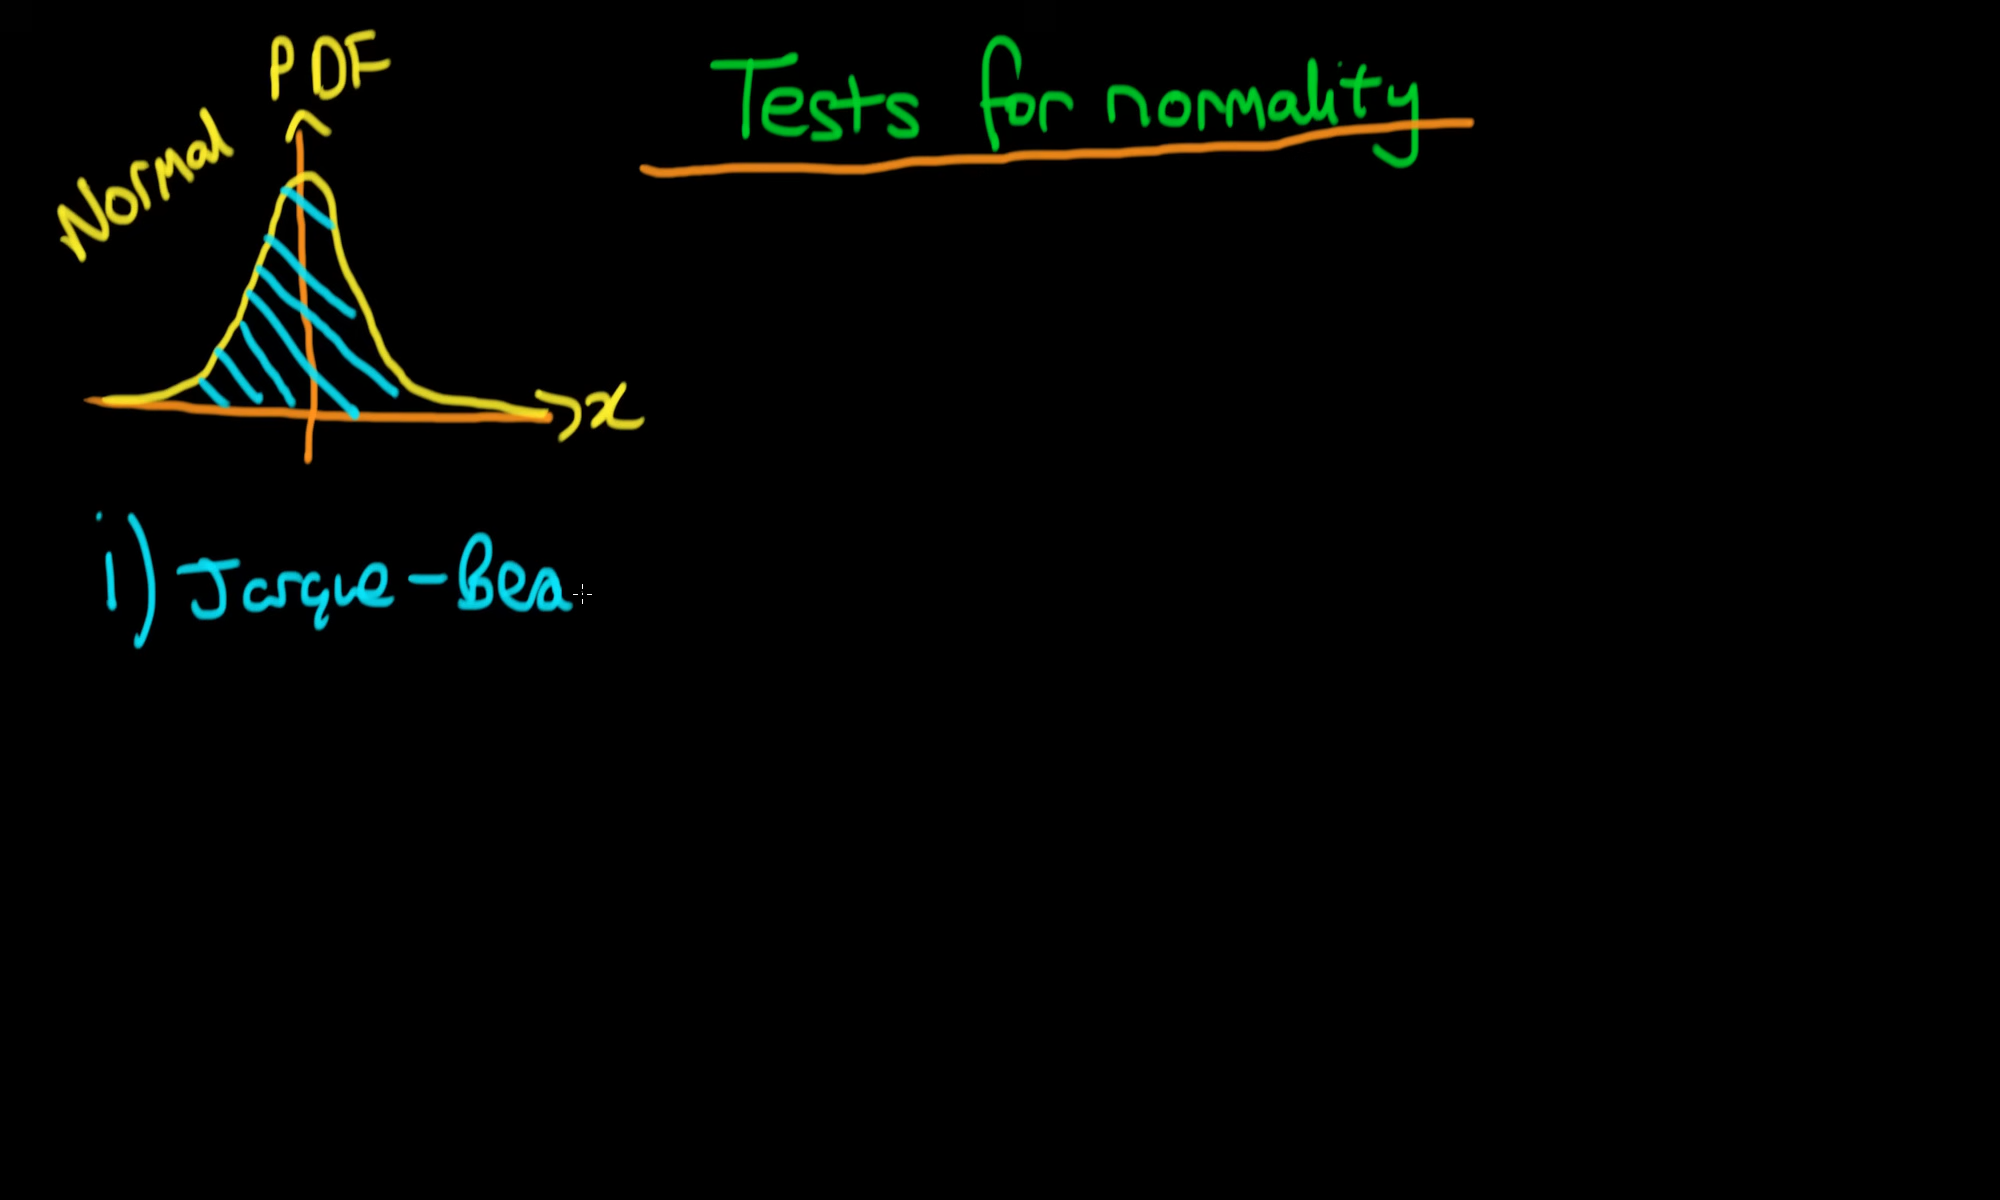 PDF
Tests for normality
Normal
x
i) Jarque-Bea